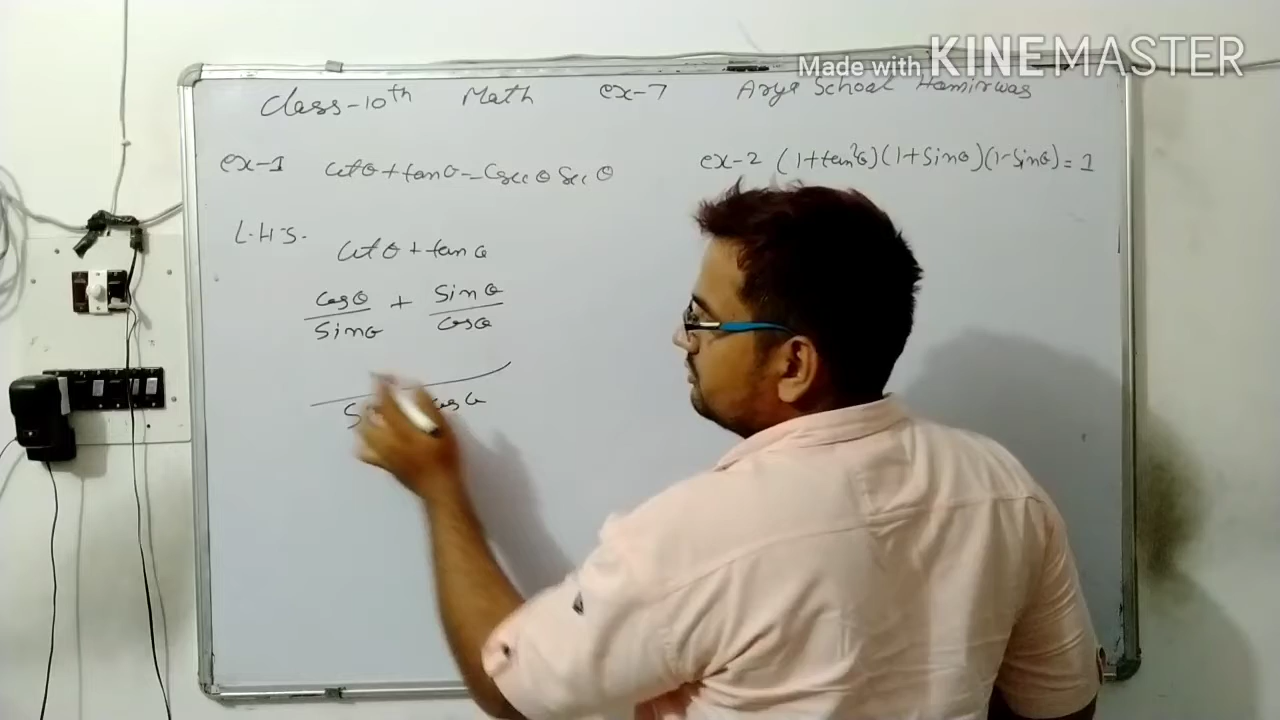 Made with KINEMASTER
Class-10th Math ex-7 Arya School Hamirwas
ex-1 cotθ+tanθ=Cosecθ Secθ
ex-2 (1+tan²θ)(1+Sinθ)(1-Sinθ)=1
L.H.S.
cotθ+tanθ
cosθ/Sinθ + Sinθ/cosθ
cosθ